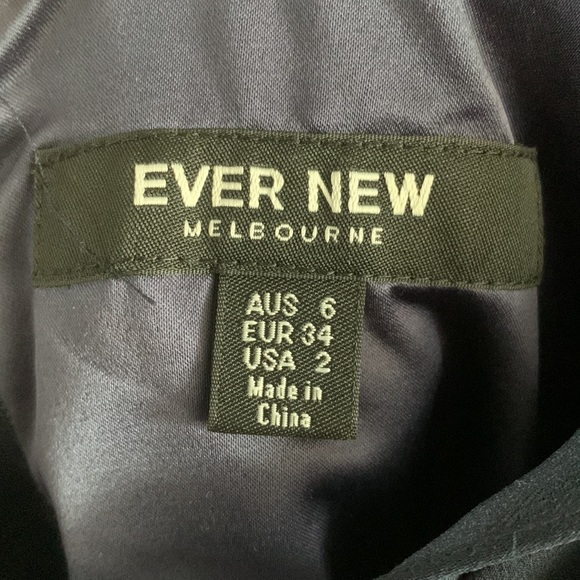 EVER NEW
MELBOURNE
AUS 6
EUR 34
USA 2
Made in
China